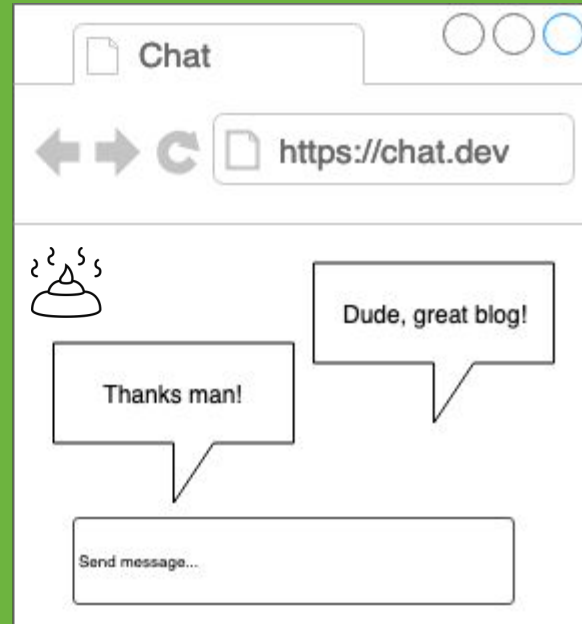 Chat
https://chat.dev
Dude, great blog!
Thanks man!
Send message...